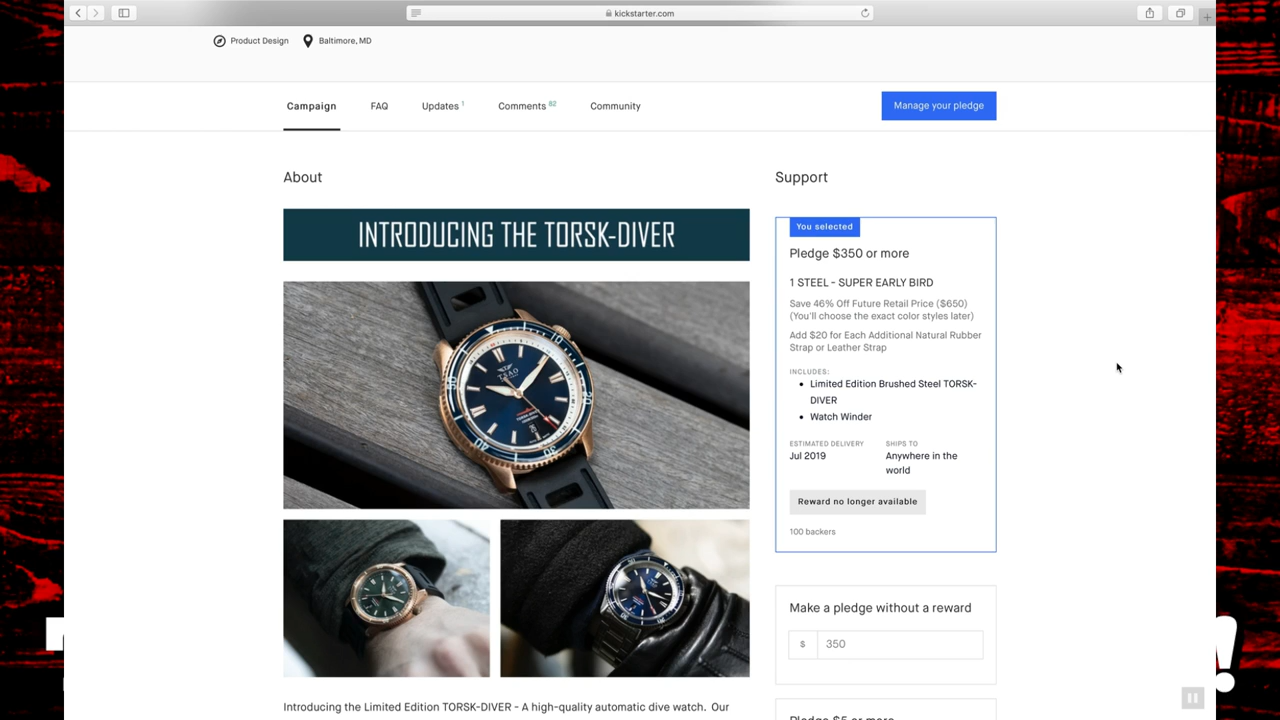 kickstarter.com
Product Design Baltimore, MD
Campaign FAQ Updates 1 Comments 82 Community Manage your pledge
About
INTRODUCING THE TORSK-DIVER
TSAO
Support
You selected
Pledge $350 or more
1 STEEL - SUPER EARLY BIRD
Save 46% Off Future Retail Price ($650)
(You'll choose the exact color styles later)
Add $20 for Each Additional Natural Rubber
Strap or Leather Strap
INCLUDES:
• Limited Edition Brushed Steel TORSK-
DIVER
• Watch Winder
ESTIMATED DELIVERY SHIPS TO
Jul 2019 Anywhere in the
world
Reward no longer available
100 backers
Make a pledge without a reward
$ 350
Pledge $5 or more
Introducing the Limited Edition TORSK-DIVER - A high-quality automatic dive watch. Our